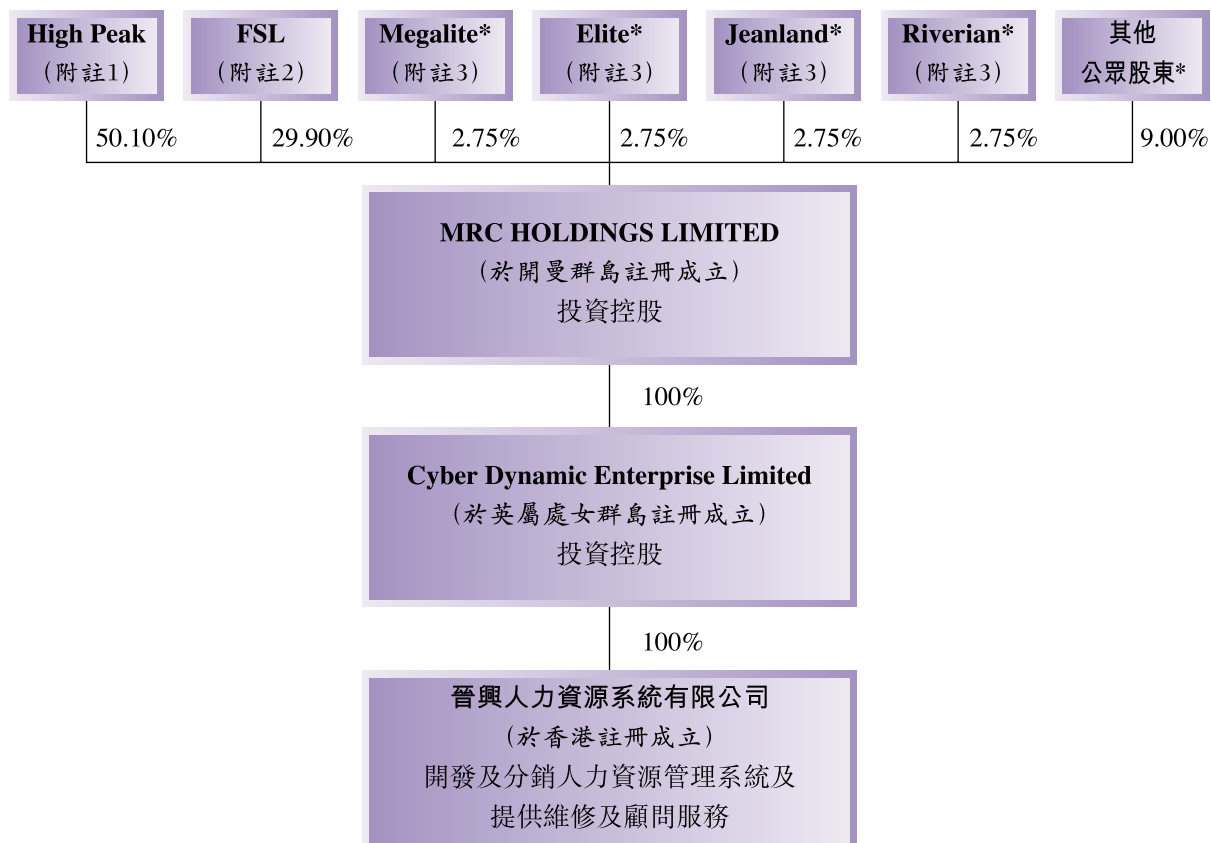 High Peak
（附註1）
FSL
（附註2）
Megalite*
（附註3）
Elite*
（附註3）
Jeanland*
（附註3）
Riverian*
（附註3）
其他
公眾股東*
50.10%
29.90%
2.75%
2.75%
2.75%
2.75%
9.00%
MRC HOLDINGS LIMITED
（於開曼群島註冊成立）
投資控股
100%
Cyber Dynamic Enterprise Limited
（於英屬處女群島註冊成立）
投資控股
100%
晉興人力資源系統有限公司
（於香港註冊成立）
開發及分銷人力資源管理系統及
提供維修及顧問服務